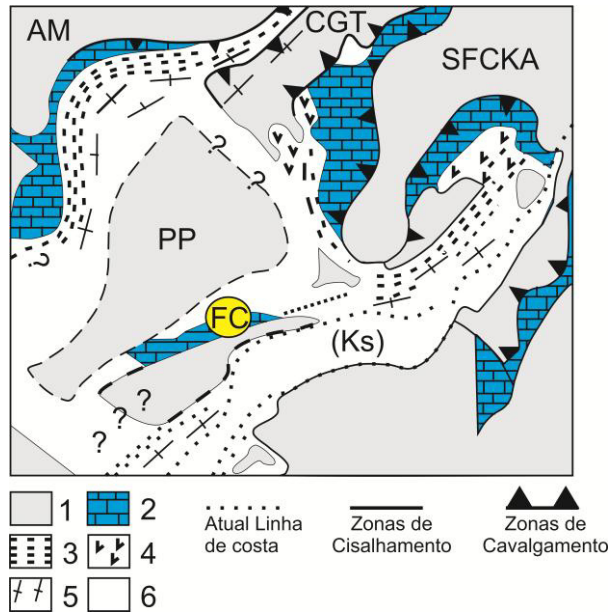 AM
CGT
SFCKA
?
?
PP
?
FC
(Ks)
?
?
1 2
3 4
5 6
Atual Linha
de costa
Zonas de
Cisalhamento
Zonas de
Cavalgamento